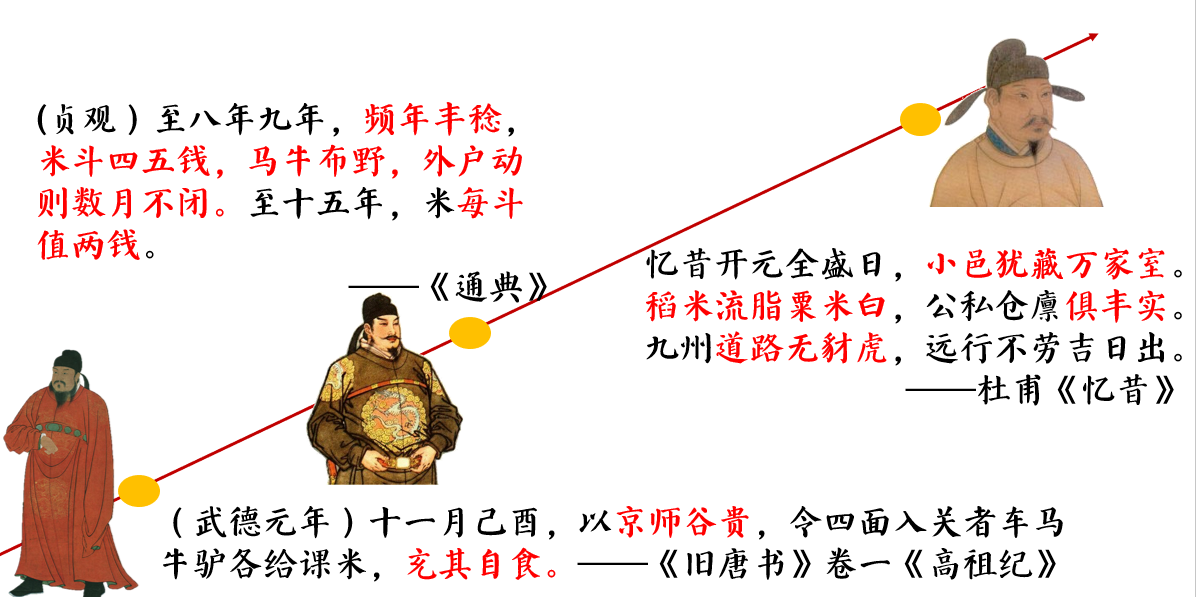 (贞观）至八年九年，频年丰稔，
米斗四五钱，马牛布野，外户动
则数月不闭。至十五年，米每斗
值两钱。
——《通典》
忆昔开元全盛日，小邑犹藏万家室。
稻米流脂粟米白，公私仓廪俱丰实。
九州道路无豺虎，远行不劳吉日出。
——杜甫《忆昔》
（武德元年）十一月己酉，以京师谷贵，令四面入关者车马
牛驴各给课米，充其自食。——《旧唐书》卷一《高祖纪》